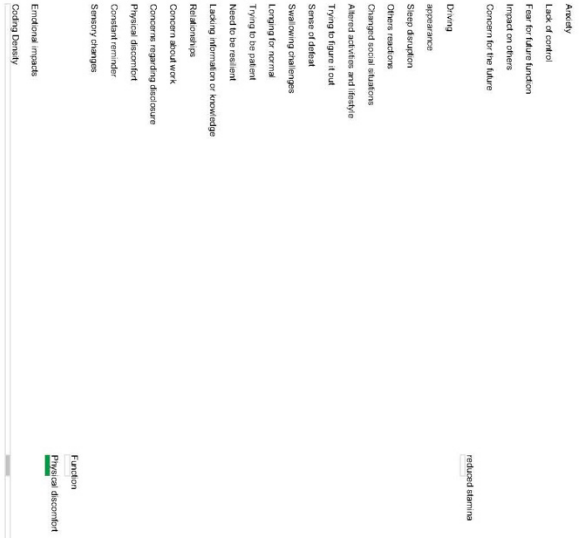 Anxiety
Lack of control
Fear for future function
Impact on others
Concern for the future
Driving
appearance
Sleep disruption
Others reactions
Changed social situations
Altered activities and lifestyle
Trying to figure it out
Sense of defeat
Swallowing challenges
Longing for normal
Trying to be patient
Need to be resilient
Lacking information or knowledge
Relationships
Concern about work
Concerns regarding disclosure
Physical discomfort
Constant reminder
Sensory changes
Emotional impacts
Coding Density
reduced stamina
Function
Physical discomfort